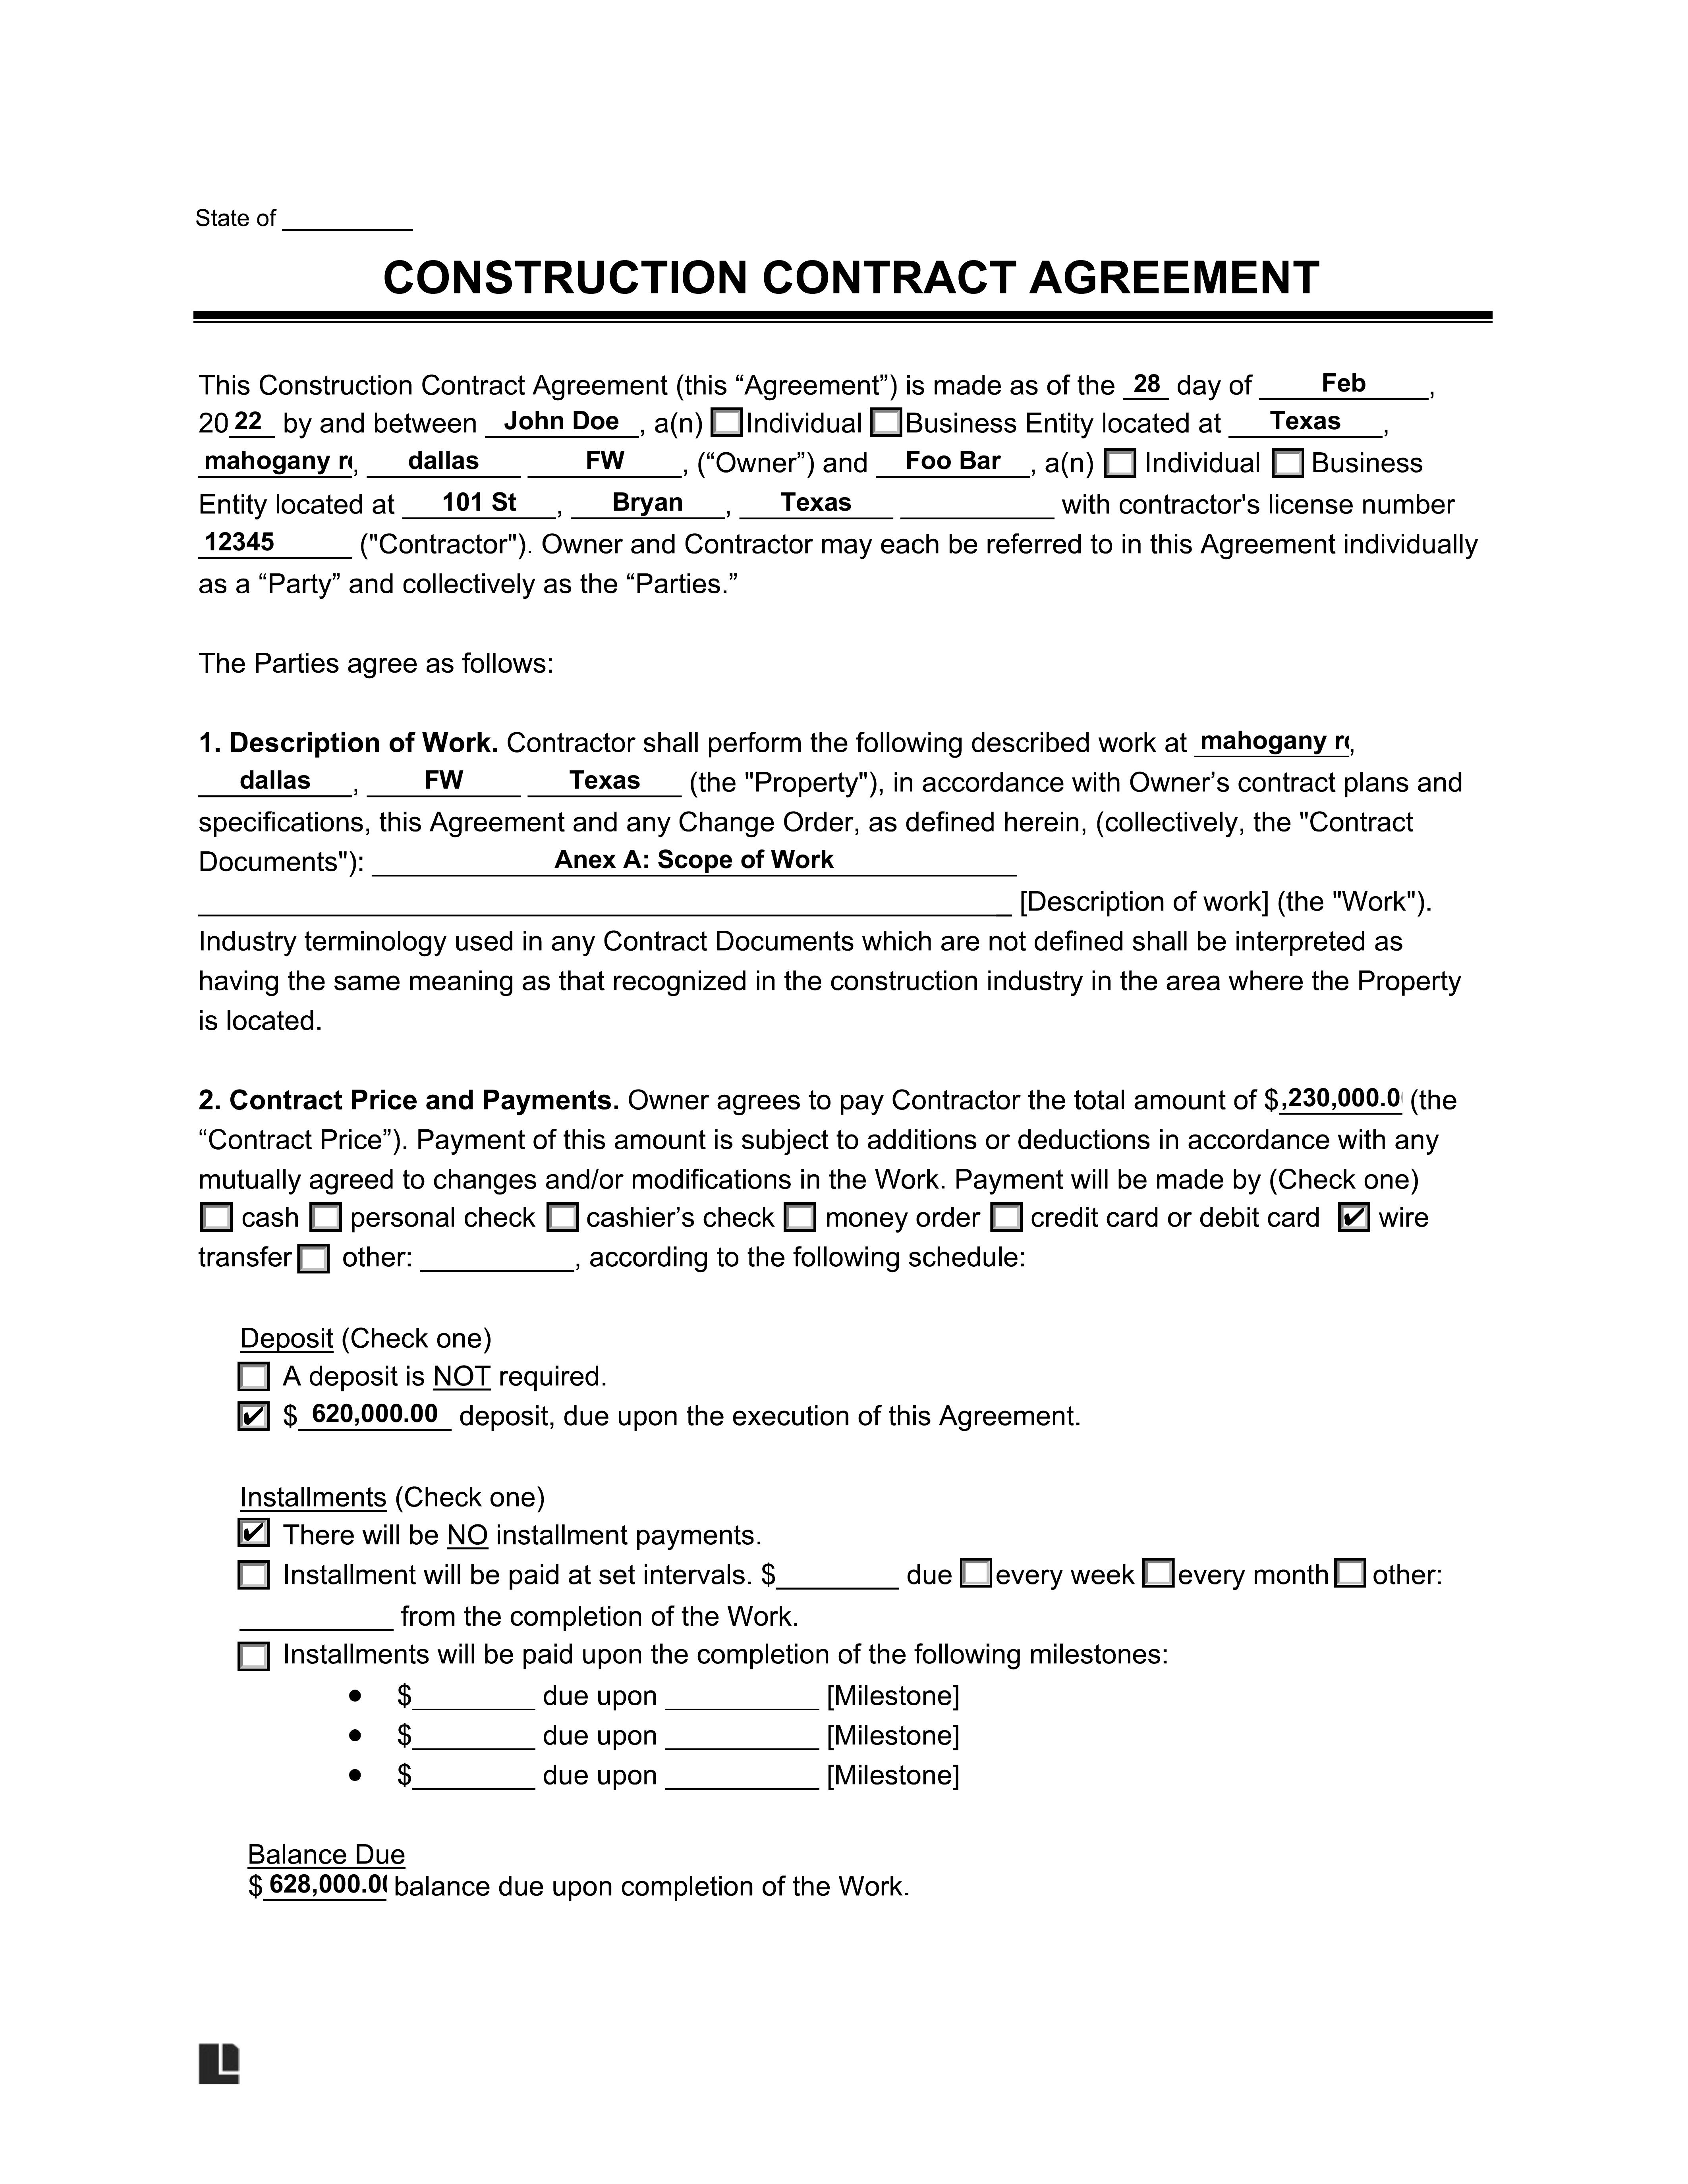 State of __________
CONSTRUCTION CONTRACT AGREEMENT
This Construction Contract Agreement (this “Agreement”) is made as of the 28 day of Feb,
20 22 by and between John Doe, a(n) ☐ Individual ☐ Business Entity located at Texas,
mahogany r, dallas FW, (“Owner”) and Foo Bar, a(n) ☐ Individual ☐ Business
Entity located at 101 St, Bryan, Texas __________ with contractor's license number
12345 ("Contractor"). Owner and Contractor may each be referred to in this Agreement individually
as a “Party” and collectively as the “Parties.”
The Parties agree as follows:
1. Description of Work. Contractor shall perform the following described work at mahogany r,
dallas, FW Texas (the "Property"), in accordance with Owner’s contract plans and
specifications, this Agreement and any Change Order, as defined herein, (collectively, the "Contract
Documents"): Anex A: Scope of Work
__________ [Description of work] (the "Work").
Industry terminology used in any Contract Documents which are not defined shall be interpreted as
having the same meaning as that recognized in the construction industry in the area where the Property
is located.
2. Contract Price and Payments. Owner agrees to pay Contractor the total amount of $,230,000.0 (the
“Contract Price”). Payment of this amount is subject to additions or deductions in accordance with any
mutually agreed to changes and/or modifications in the Work. Payment will be made by (Check one)
☐ cash ☐ personal check ☐ cashier’s check ☐ money order ☐ credit card or debit card ☑ wire
transfer ☐ other: __________, according to the following schedule:
Deposit (Check one)
☐ A deposit is NOT required.
☑ $ 620,000.00 deposit, due upon the execution of this Agreement.
Installments (Check one)
☑ There will be NO installment payments.
☐ Installment will be paid at set intervals. $________ due ☐ every week ☐ every month ☐ other:
__________ from the completion of the Work.
☐ Installments will be paid upon the completion of the following milestones:
• $________ due upon __________ [Milestone]
• $________ due upon __________ [Milestone]
• $________ due upon __________ [Milestone]
Balance Due
$ 628,000.0 balance due upon completion of the Work.